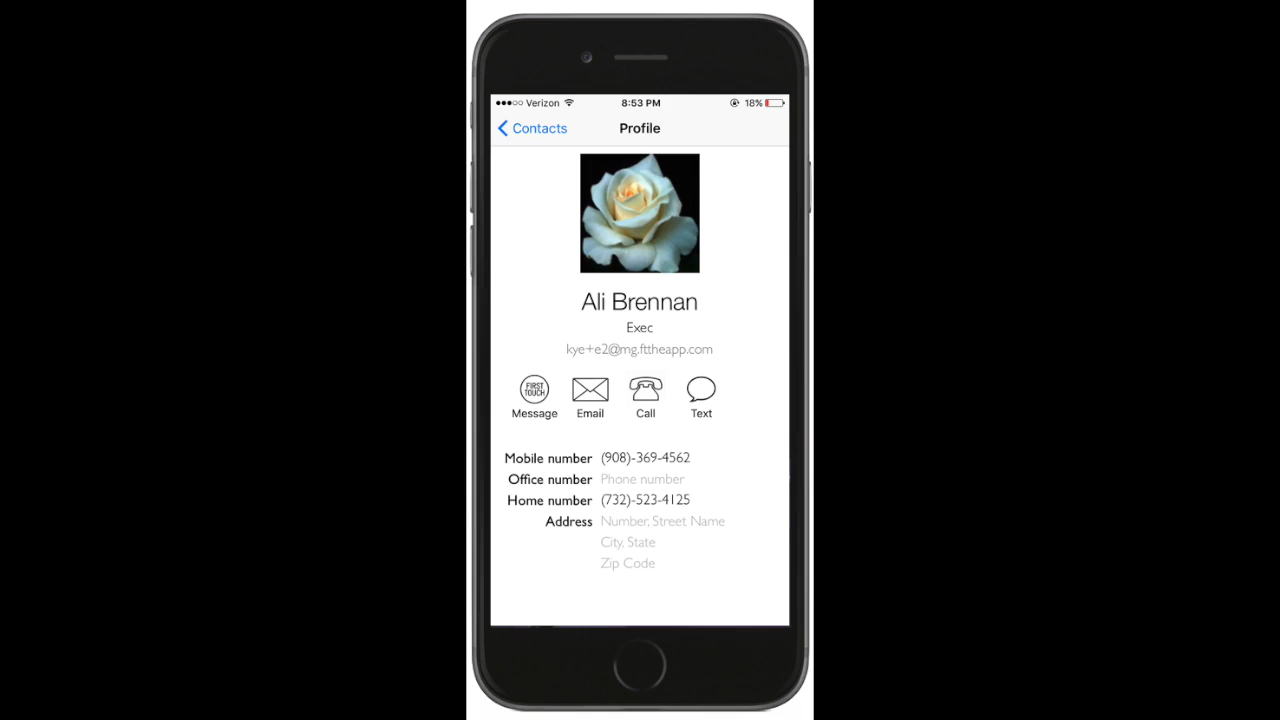 Verizon 8:53 PM 18%
Contacts Profile
Ali Brennan
Exec
kye+e2@mg.fttheapp.com
FIRST
TOUCH
Message Email Call Text
Mobile number (908)-369-4562
Office number Phone number
Home number (732)-523-4125
Address Number, Street Name
City, State
Zip Code